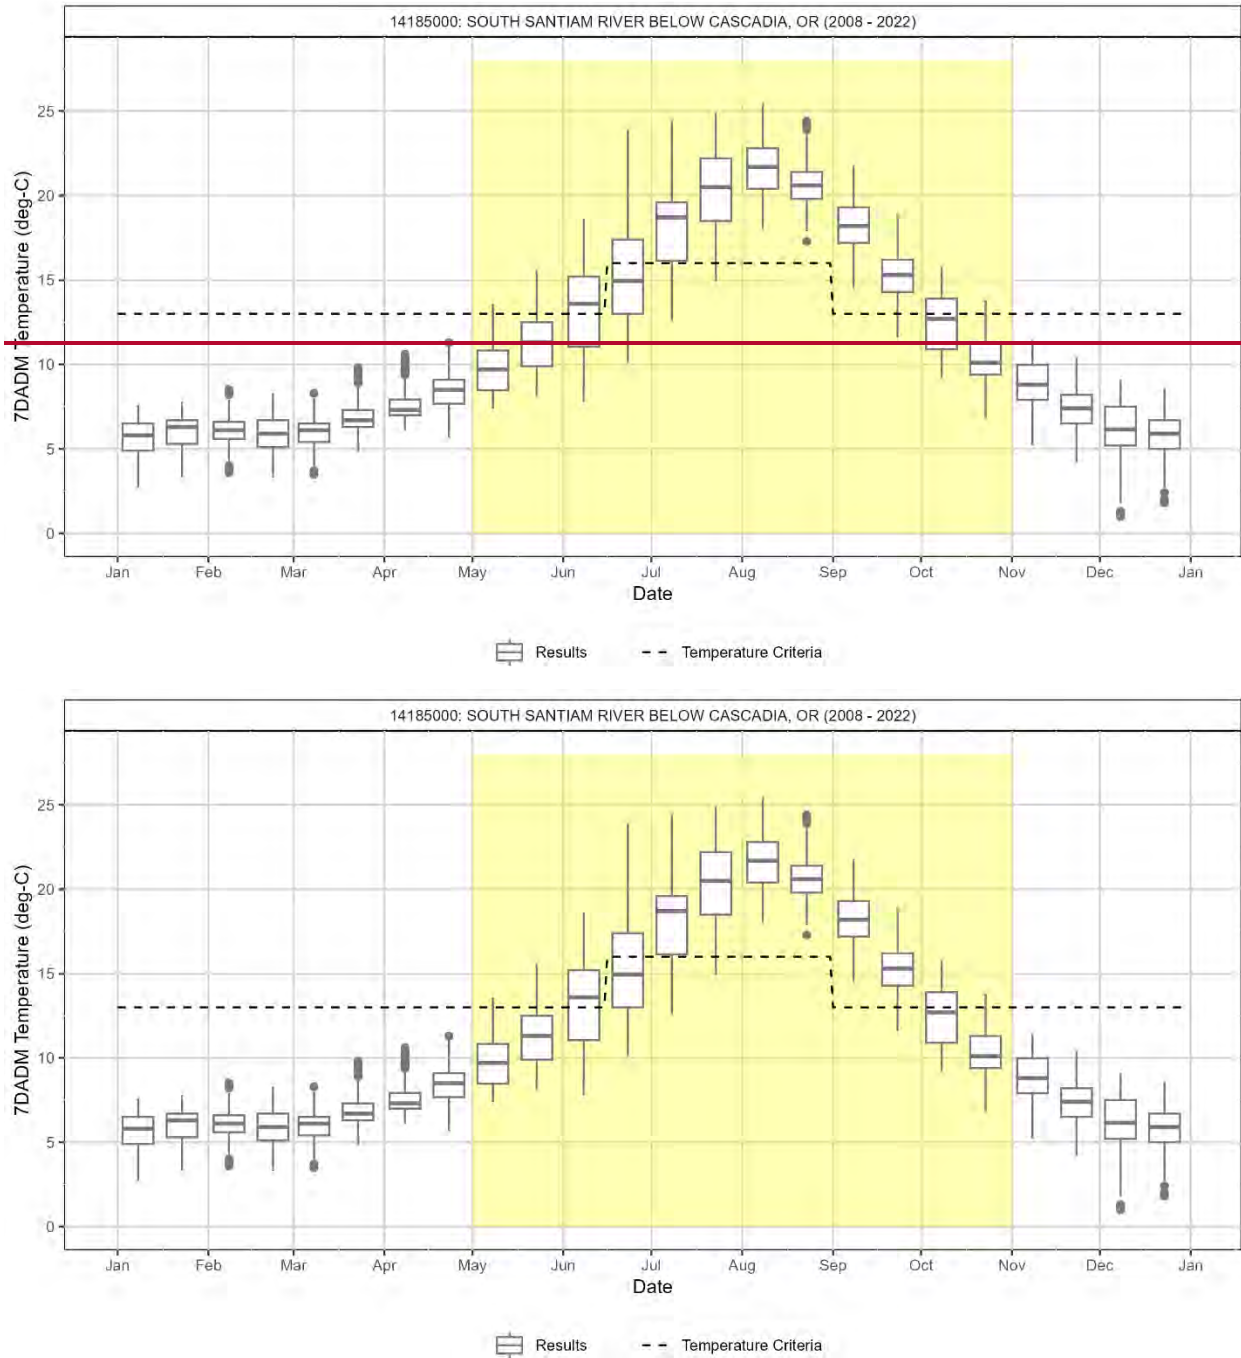 14185000: SOUTH SANTIAM RIVER BELOW CASCADIA, OR (2008 - 2022)
25
20
15
10
5
0
7DADM Temperature (deg-C)
Jan Feb Mar Apr May Jun Jul Aug Sep Oct Nov Dec Jan
Date
Results Temperature Criteria
14185000: SOUTH SANTIAM RIVER BELOW CASCADIA, OR (2008 - 2022)
25
20
15
10
5
0
7DADM Temperature (deg-C)
Jan Feb Mar Apr May Jun Jul Aug Sep Oct Nov Dec Jan
Date
Results Temperature Criteria